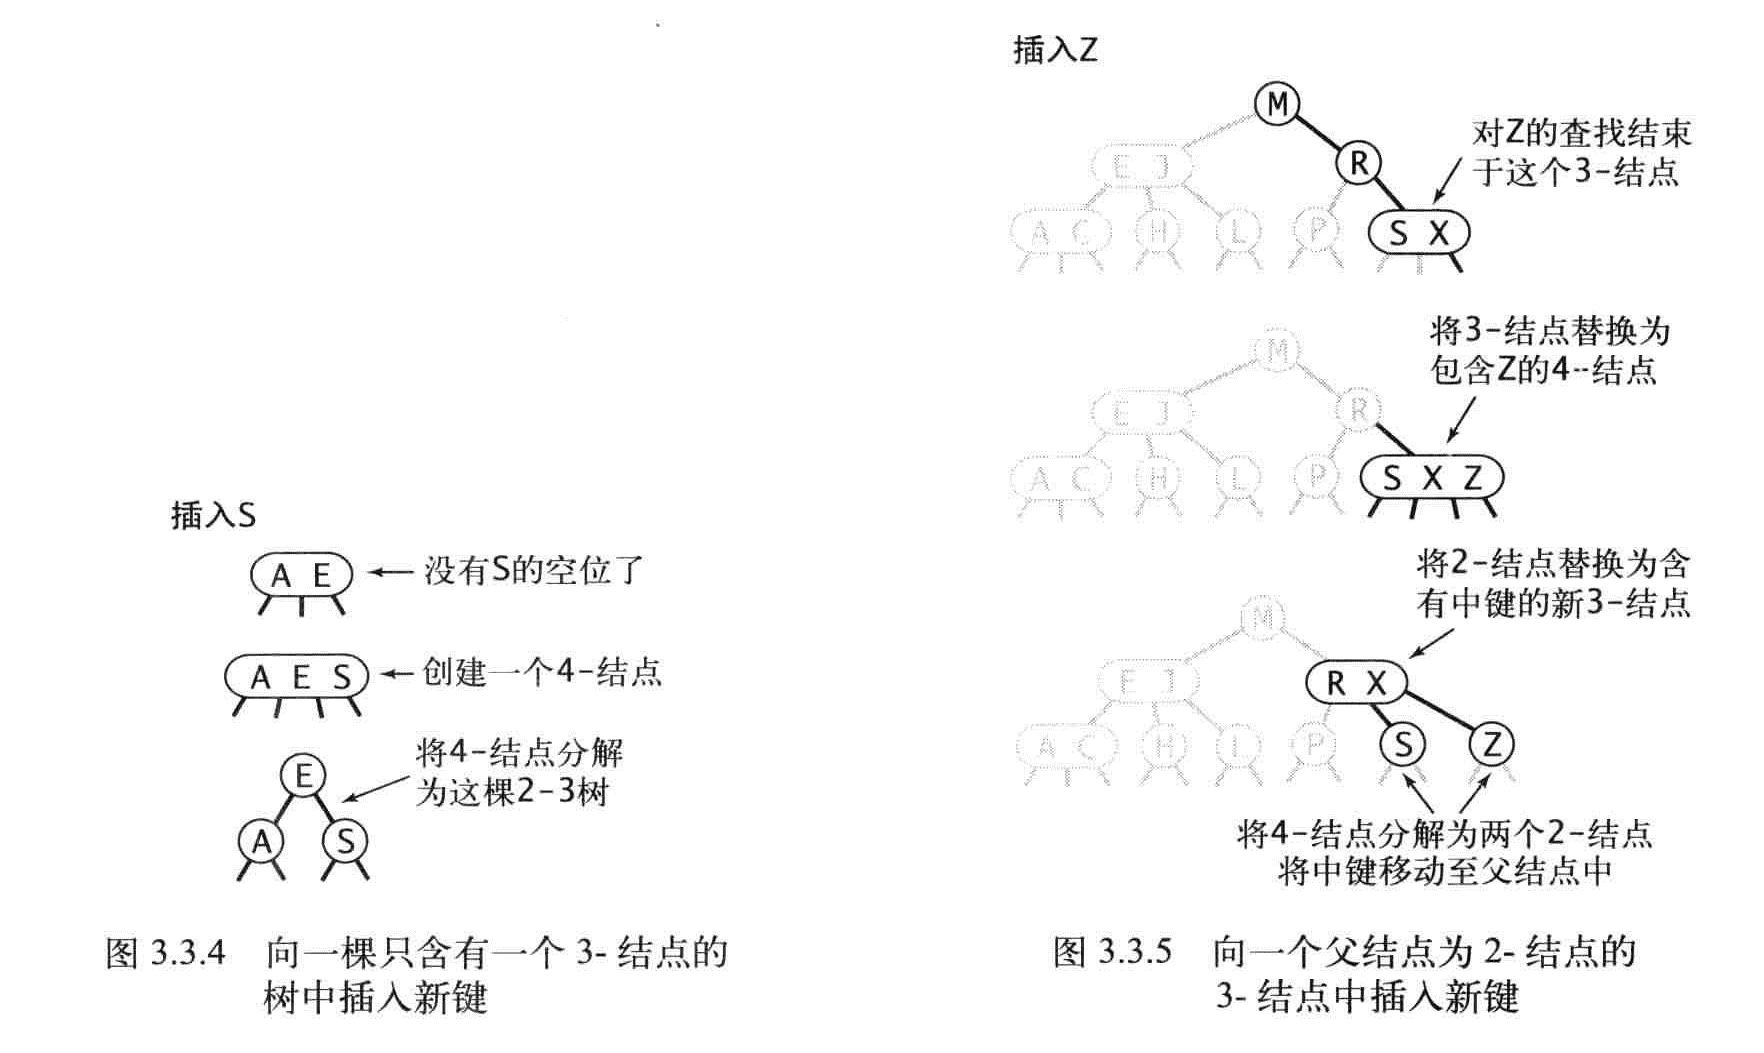 插入S
A E
没有S的空位了
A E S
创建一个4-结点
E
将4-结点分解
为这棵2-3树
A S
图 3.3.4 向一棵只含有一个 3- 结点的
树中插入新键
插入Z
M
对Z的查找结束
于这个3-结点
R
E J
A C H L P S X
将3-结点替换为
包含Z的4--结点
M
E J R
A C H L P S X Z
将2-结点替换为含
有中键的新3-结点
M
E J R X
A C H L P S Z
将4-结点分解为两个2-结点
将中键移动至父结点中
图 3.3.5 向一个父结点为 2- 结点的
3- 结点中插入新键